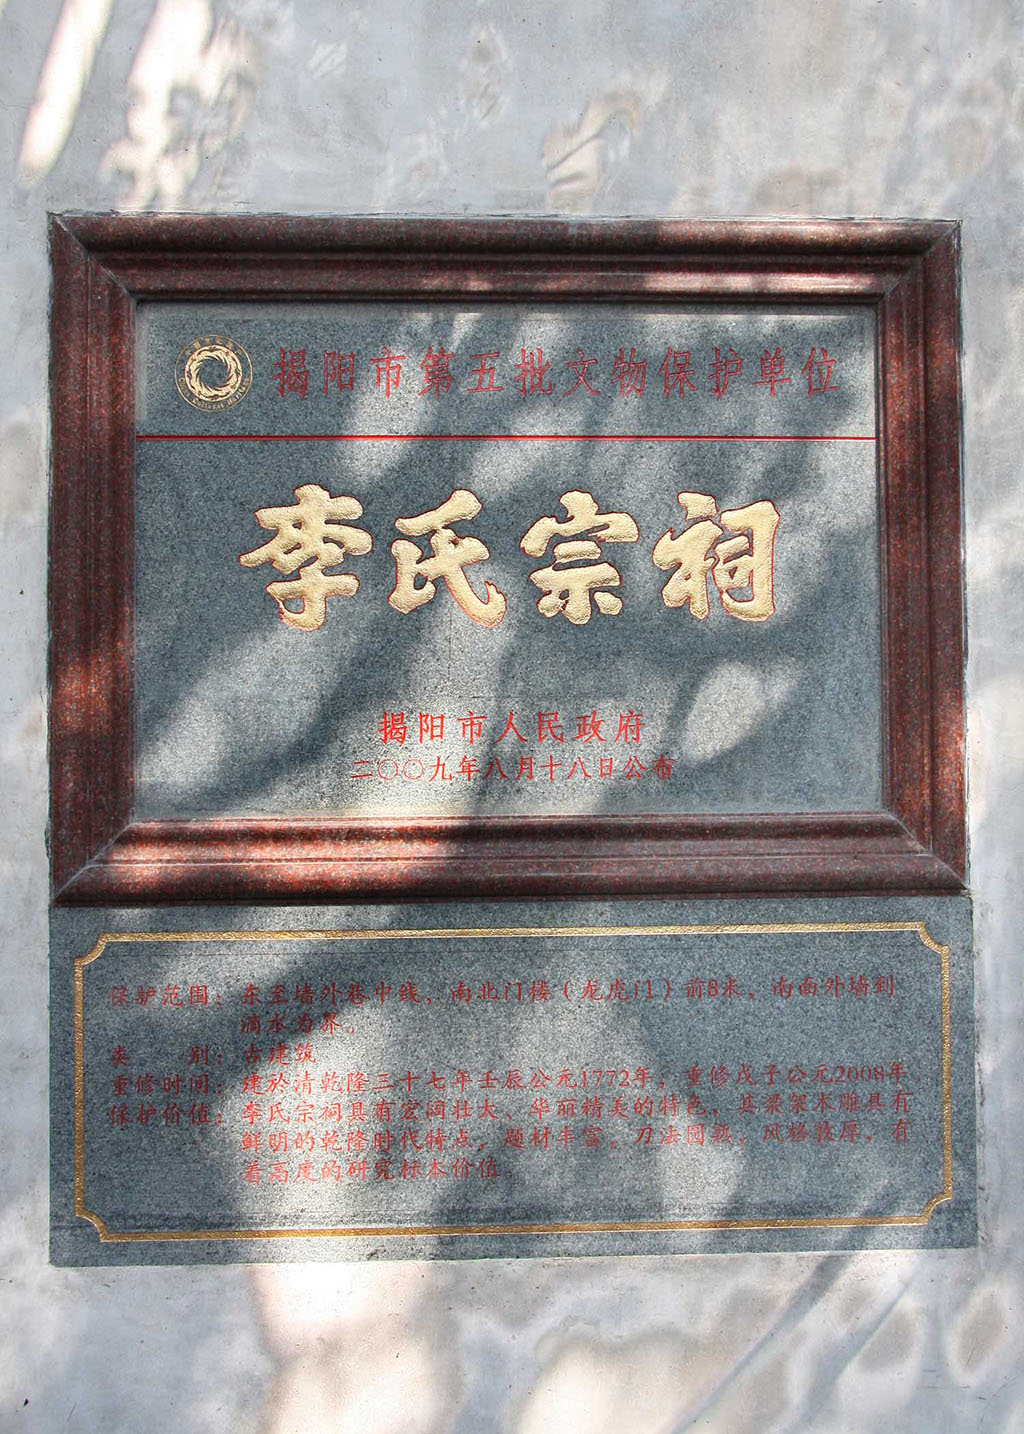 揭阳市第五批文物保护单位
李氏宗祠
揭阳市人民政府
二〇〇九年八月十八日公布
保护范围：东至墙外巷中线，南北门楼（龙虎门）前8米，南面外墙到
滴水为界。
类　　别：古建筑
重修时间：建於清乾隆三十七年壬辰公元1772年，重修戊子公元2008年。
保护价值：李氏宗祠具有宏阔壮大、华丽精美的特色，其梁架木雕具有
鲜明的乾隆时代特点，题材丰富、刀法圆熟、风格敦厚，有
着高度的研究标本价值。